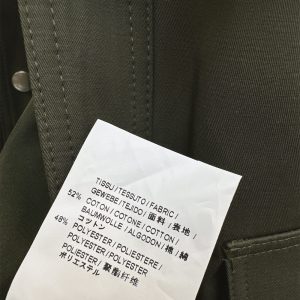 TISSU/TESSUTO/FABRIC/
GEWEBE/TEJIDO/面料/表地/
52% COTON/COTONE/COTTON/
BAUMWOLLE/ALGODON/棉/綿/
コットン
48% POLYESTER/POLIESTERE/
POLYESTER/POLYESTER/
POLIESTER/聚酯纤维/
ポリエステル